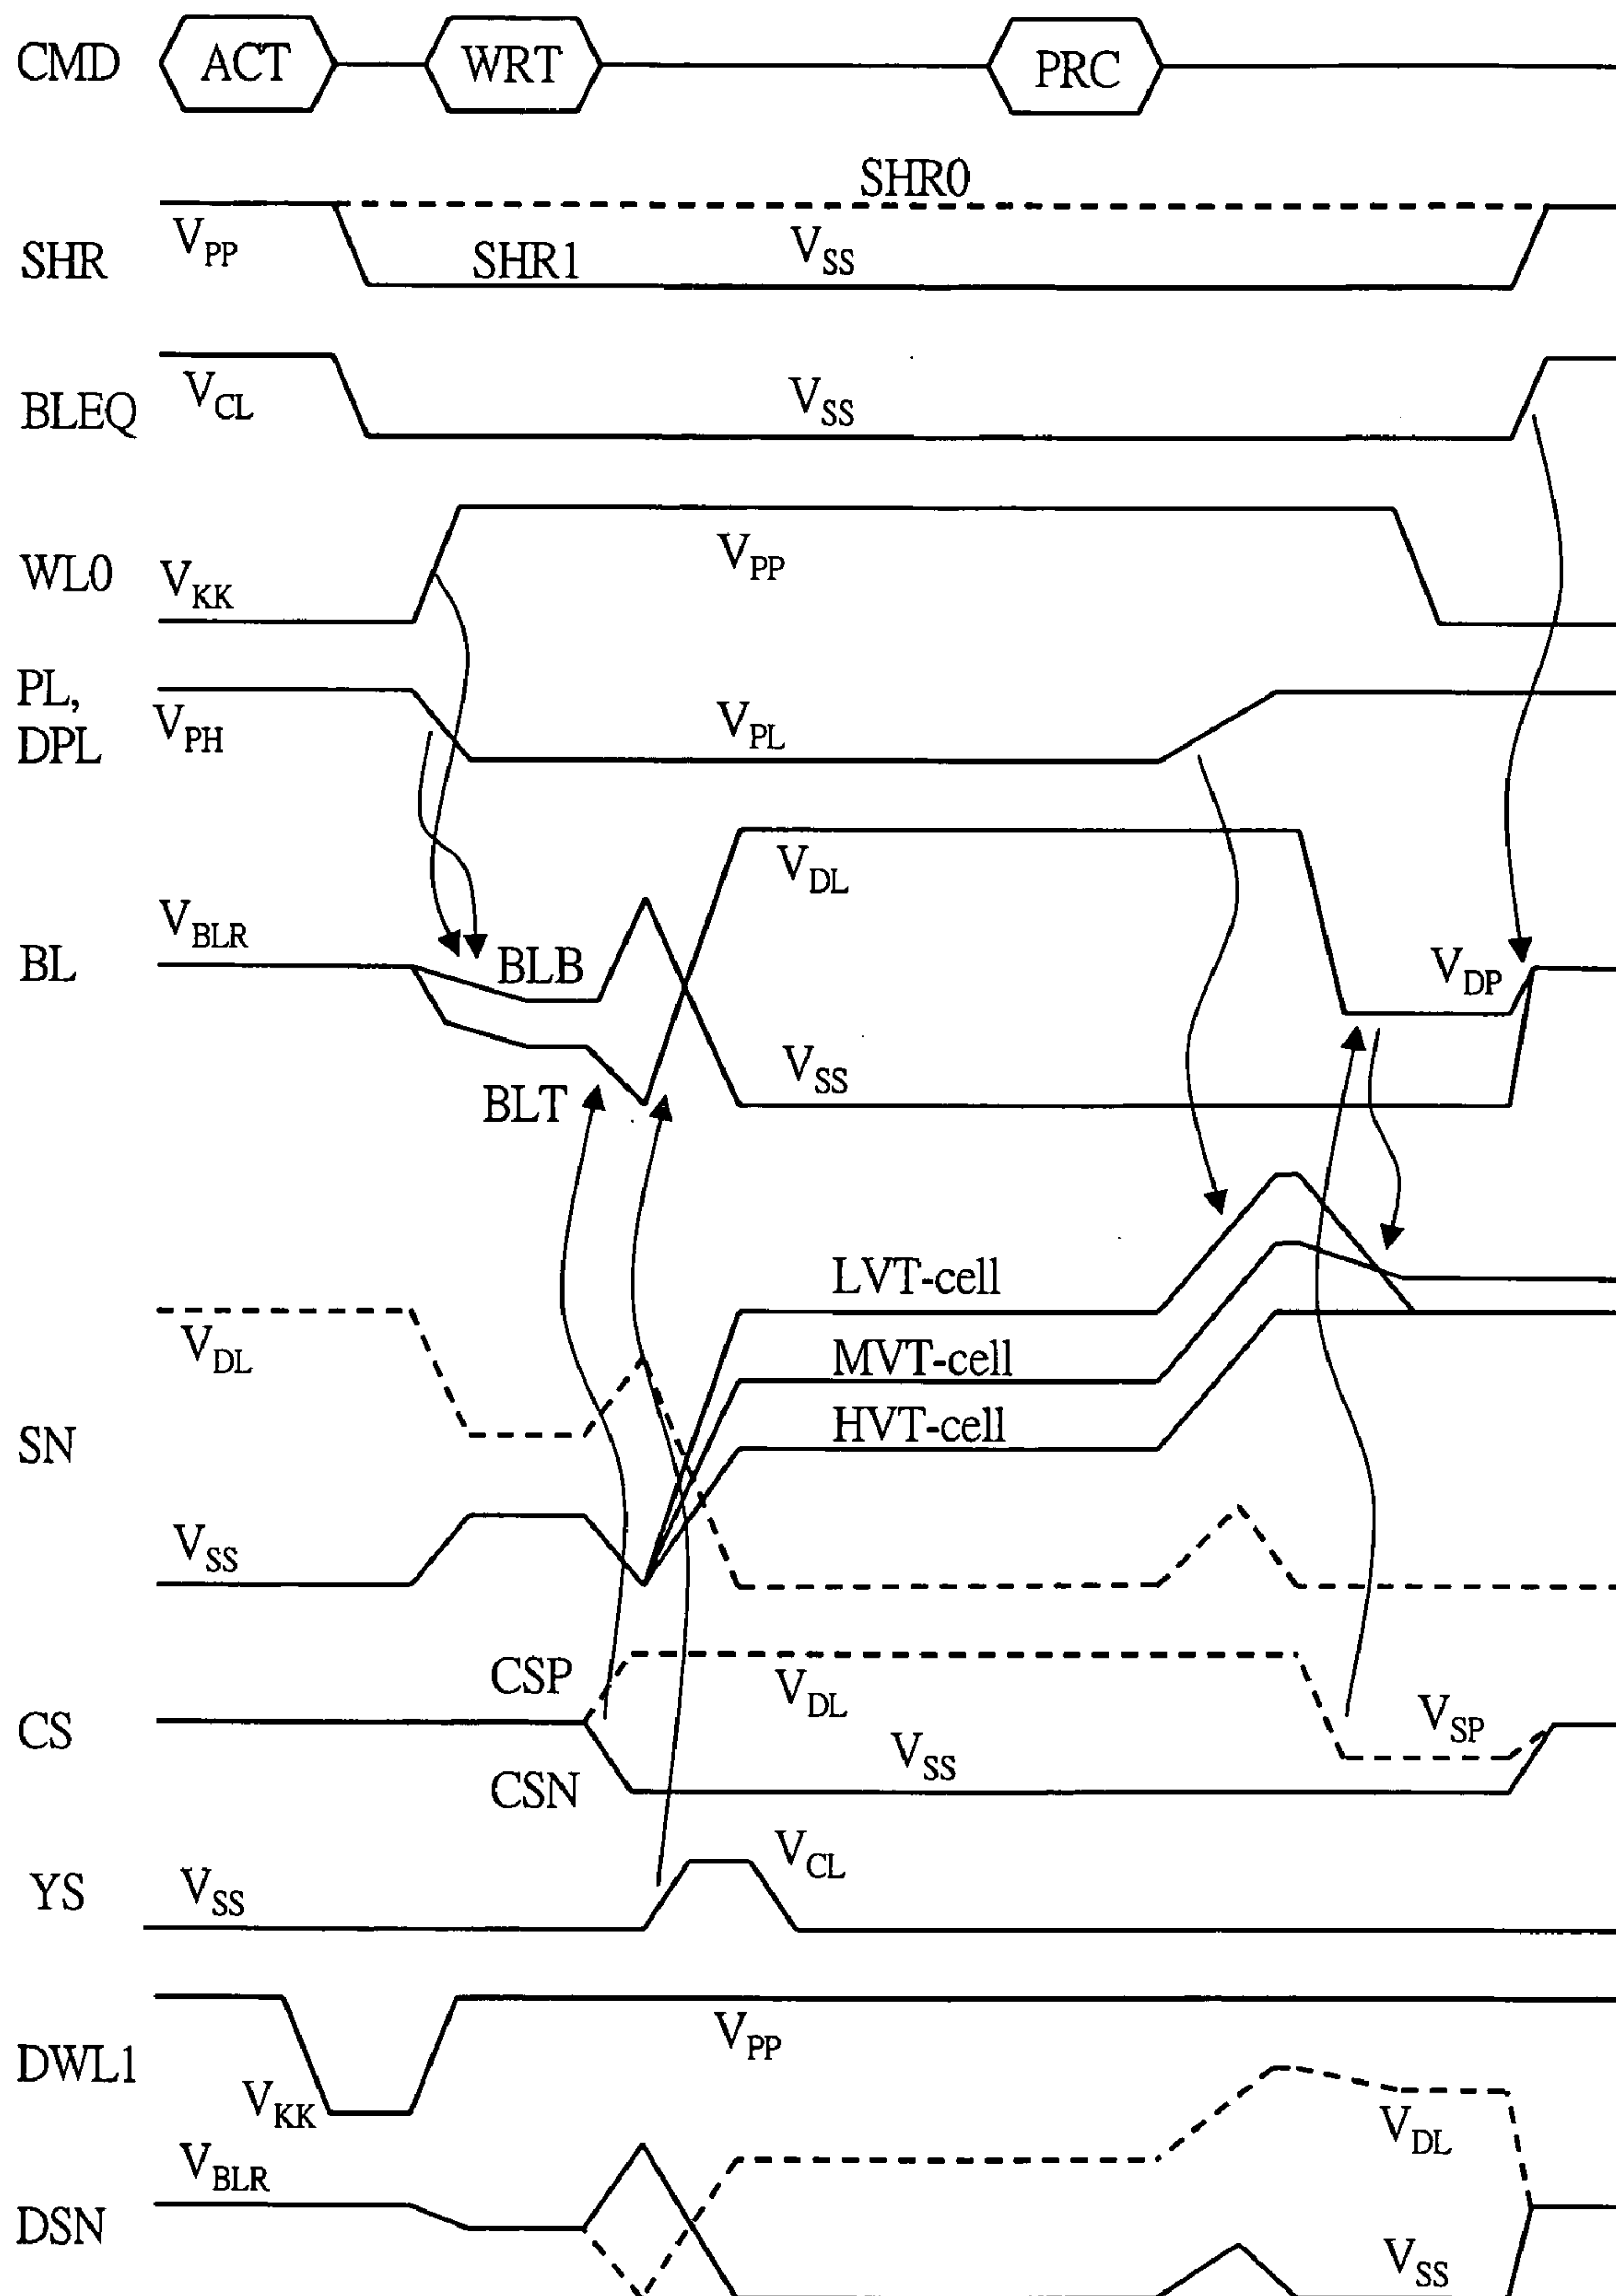 CMD ACT WRT PRC
SHR0
SHR VPP SHR1 VSS
BLEQ VCL VSS
WL0 VKK VPP
PL, DPL VPH VPL
BL VBLR BLB VDL VDP
BLT VSS
LVT-cell
VDL MVT-cell
SN HVT-cell
VSS
CSP VDL VSP
CS VSS
CSN
YS VSS VCL
VPP
DWL1 VKK
VBLR VDL
DSN VSS